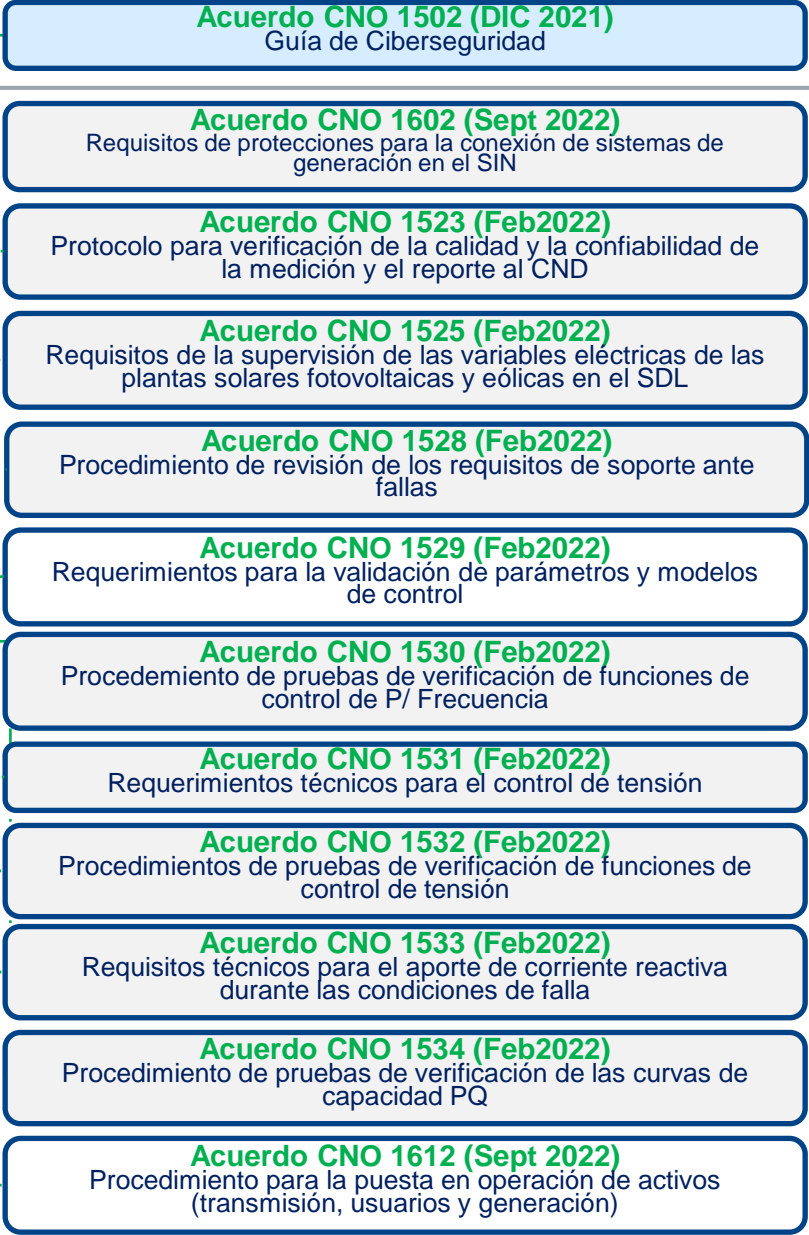 Acuerdo CNO 1502 (DIC 2021)
Guía de Ciberseguridad
Acuerdo CNO 1602 (Sept 2022)
Requisitos de protecciones para la conexión de sistemas de
generación en el SIN
Acuerdo CNO 1523 (Feb2022)
Protocolo para verificación de la calidad y la confiabilidad de
la medición y el reporte al CND
Acuerdo CNO 1525 (Feb2022)
Requisitos de la supervisión de las variables eléctricas de las
plantas solares fotovoltaicas y eólicas en el SDL
Acuerdo CNO 1528 (Feb2022)
Procedimiento de revisión de los requisitos de soporte ante
fallas
Acuerdo CNO 1529 (Feb2022)
Requerimientos para la validación de parámetros y modelos
de control
Acuerdo CNO 1530 (Feb2022)
Procedemiento de pruebas de verificación de funciones de
control de P/ Frecuencia
Acuerdo CNO 1531 (Feb2022)
Requerimientos técnicos para el control de tensión
Acuerdo CNO 1532 (Feb2022)
Procedimientos de pruebas de verificación de funciones de
control de tensión
Acuerdo CNO 1533 (Feb2022)
Requisitos técnicos para el aporte de corriente reactiva
durante las condiciones de falla
Acuerdo CNO 1534 (Feb2022)
Procedimiento de pruebas de verificación de las curvas de
capacidad PQ
Acuerdo CNO 1612 (Sept 2022)
Procedimiento para la puesta en operación de activos
(transmisión, usuarios y generación)